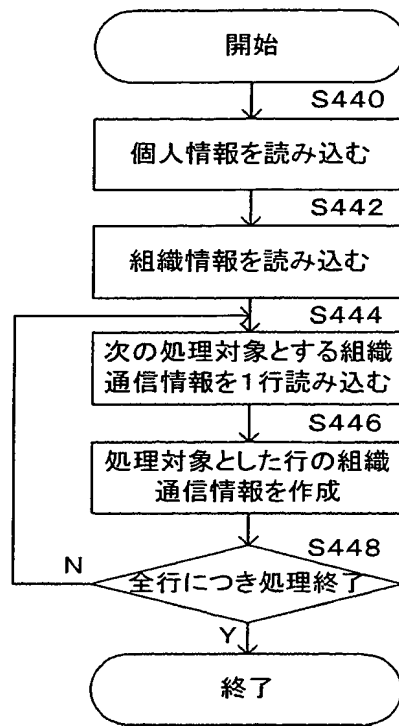 開始
S440
個人情報を読み込む
S442
組織情報を読み込む
S444
次の処理対象とする組織
通信情報を1行読み込む
S446
処理対象とした行の組織
通信情報を作成
S448
全行につき処理終了
N
Y
終了